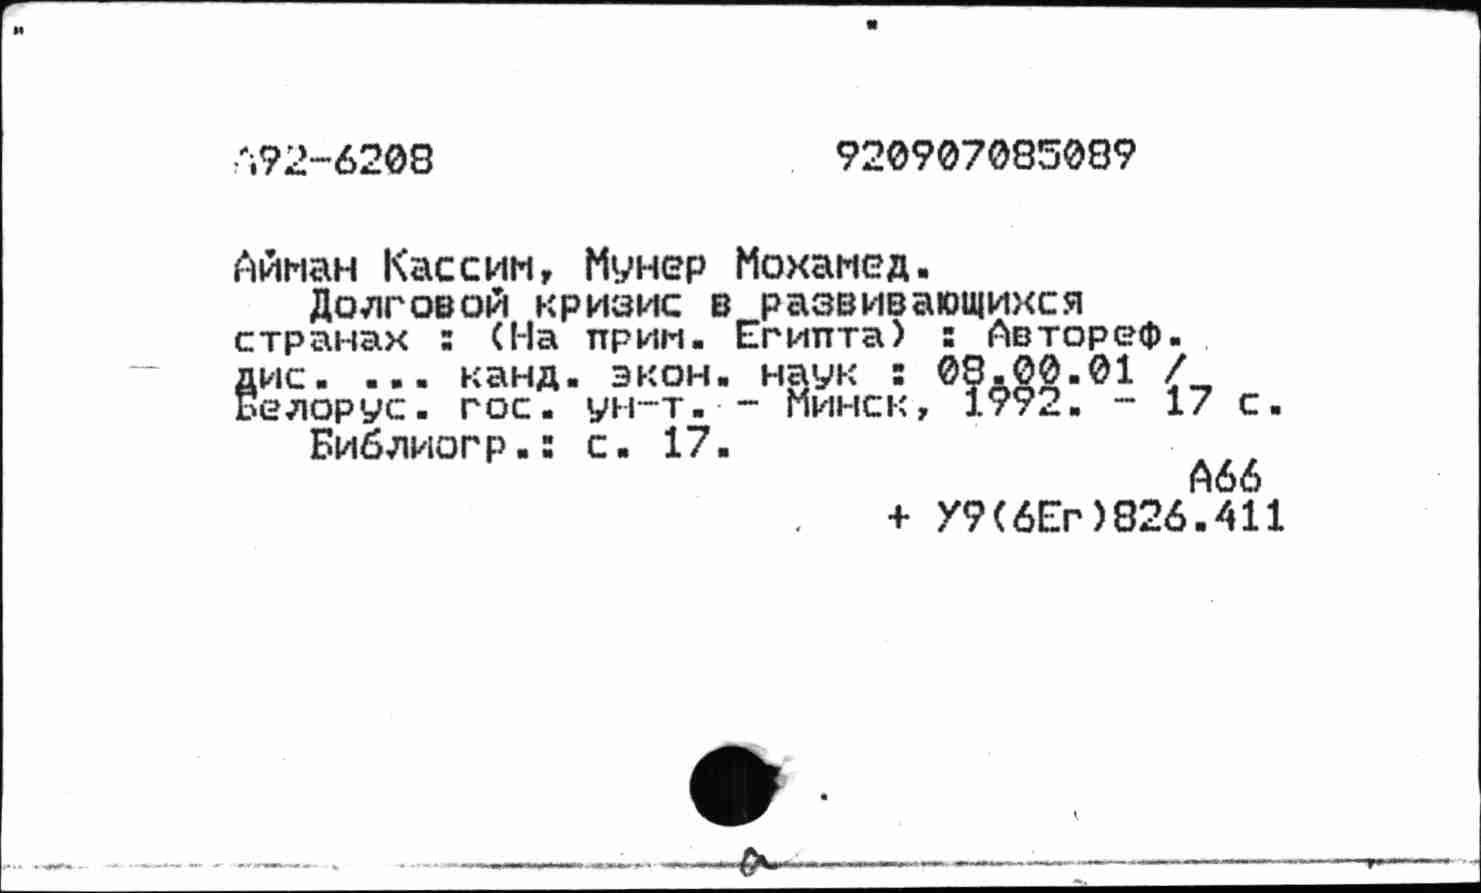 А92-6208 920907085089
Айман Кассим, Мунер Мохамед.
Долговой кризис в развивающихся
странах : (На прим. Египта) : Автореф.
дис. ... канд. экон. наук : 08.00.01 /
Белорус. гос. ун-т. - Минск, 1992. - 17 с.
Библиогр.: с. 17.
А66
+ У9(6Ег)826.411
а